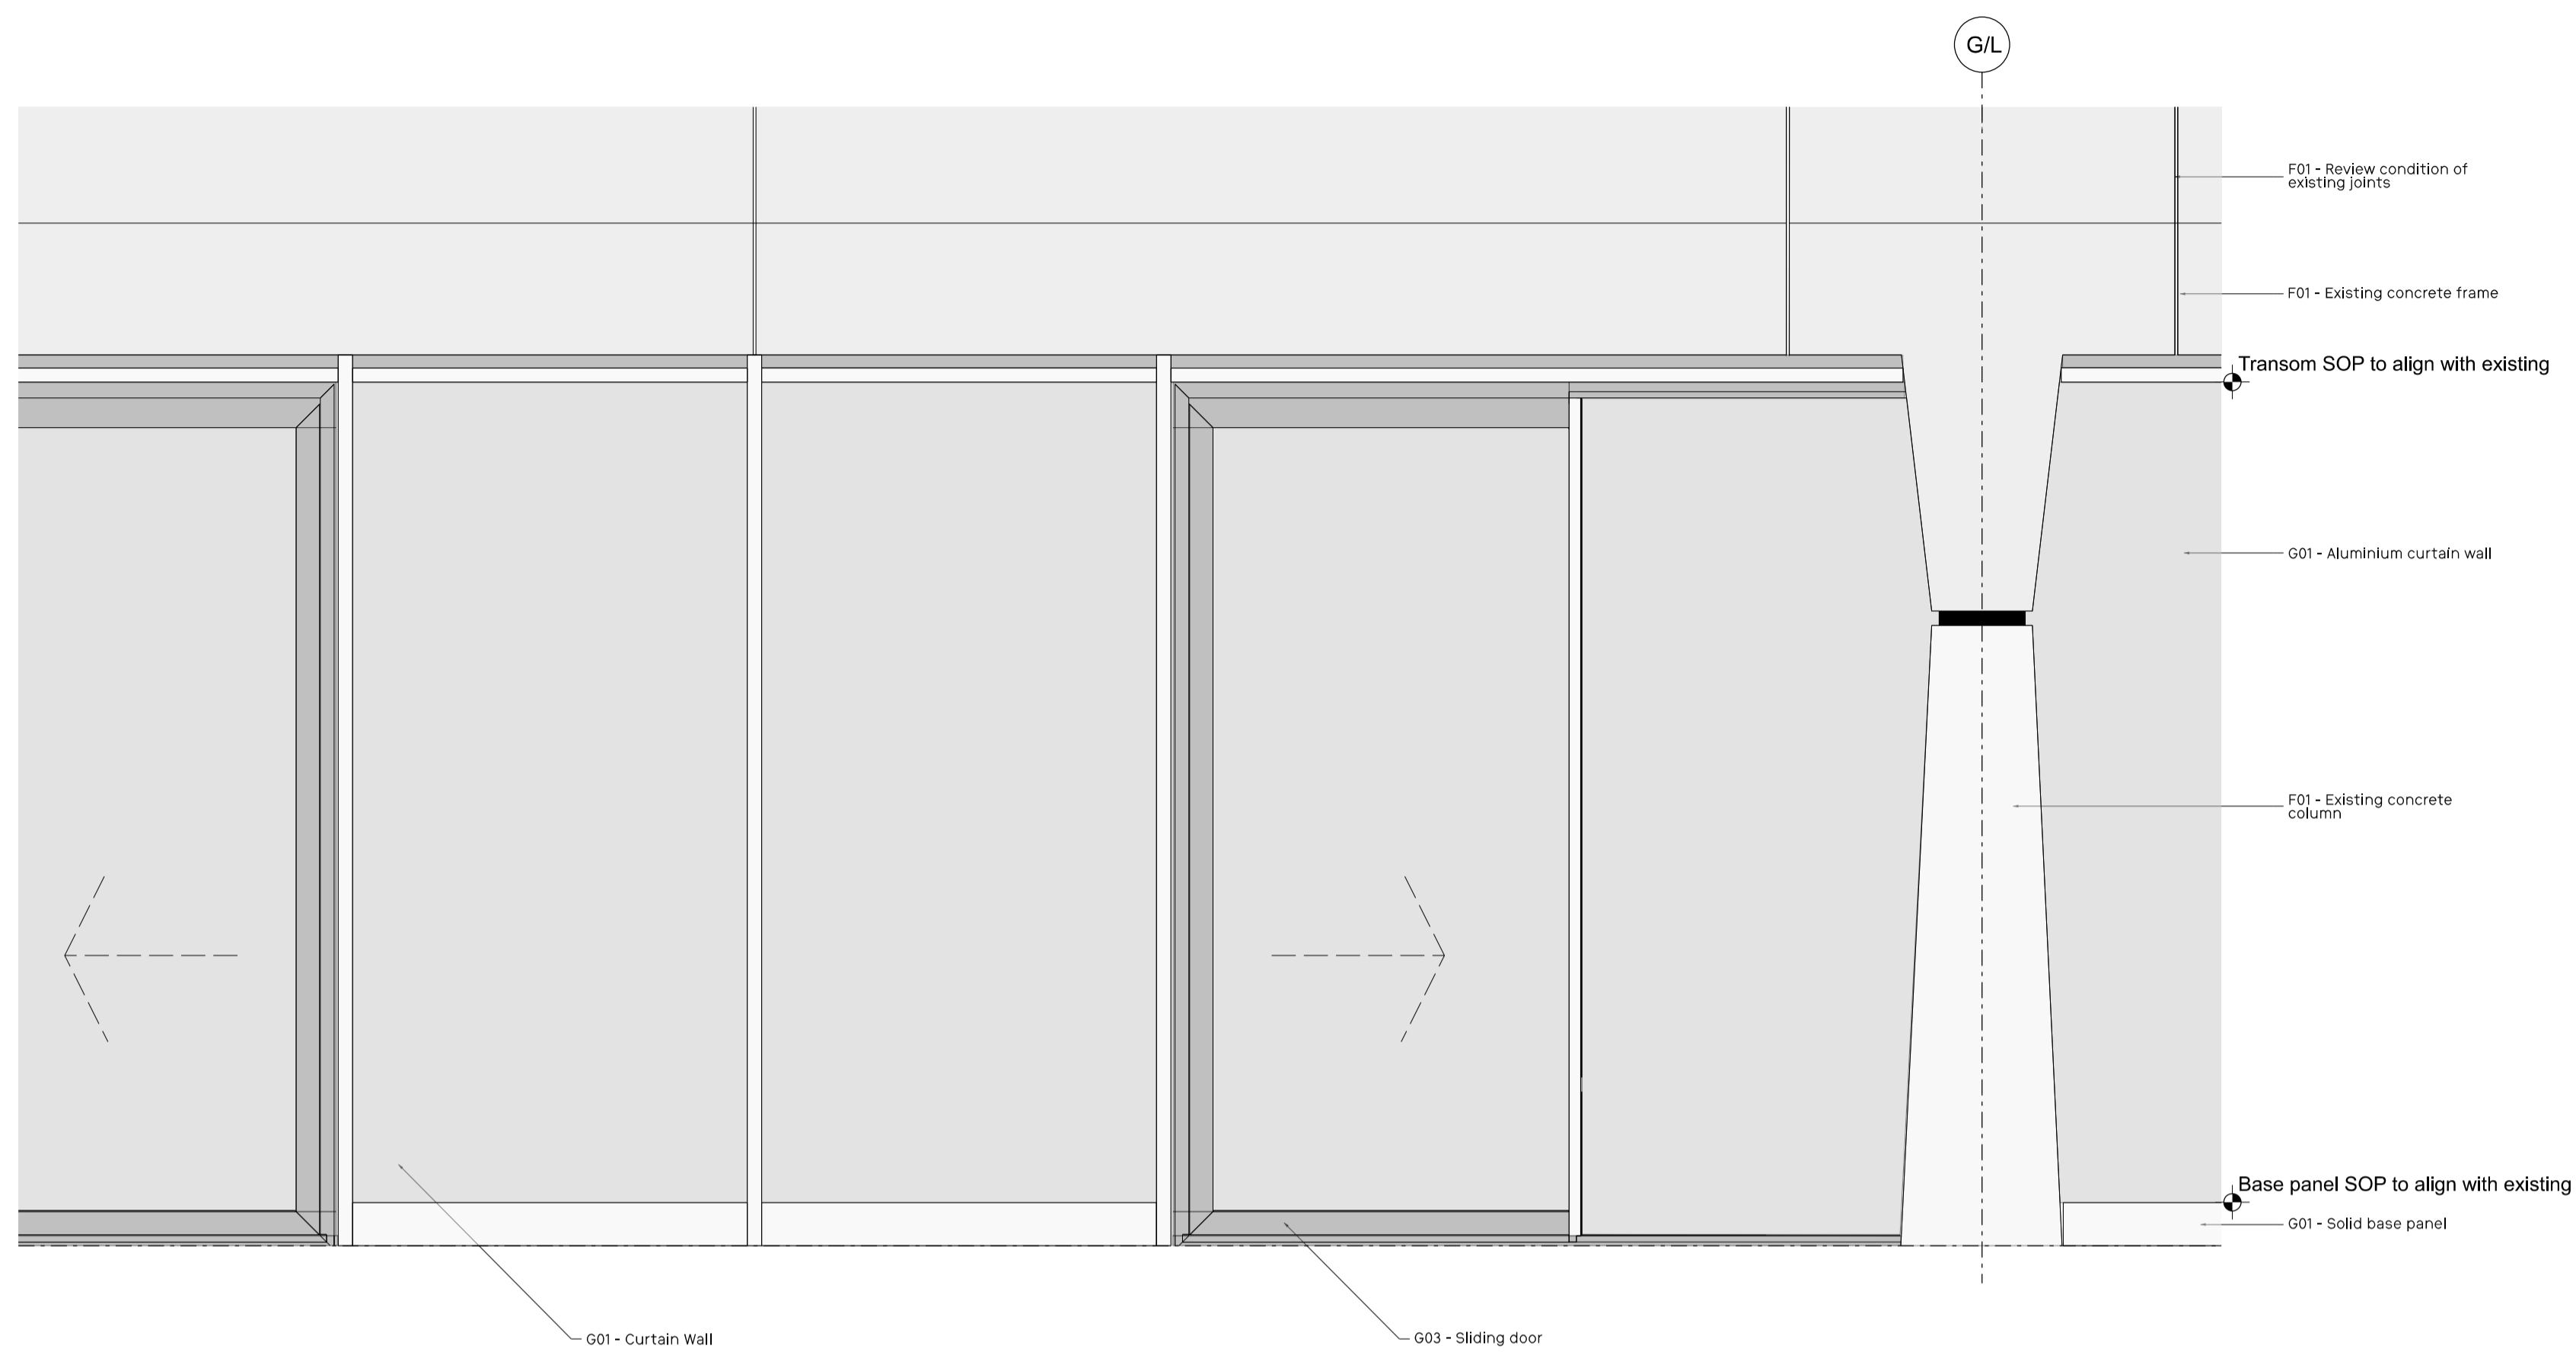 G/L
F01 - Review condition of
existing joints
F01 - Existing concrete frame
Transom SOP to align with existing
G01 - Aluminium curtain wall
F01 - Existing concrete
column
Base panel SOP to align with existing
G01 - Solid base panel
G01 - Curtain Wall
G03 - Sliding door